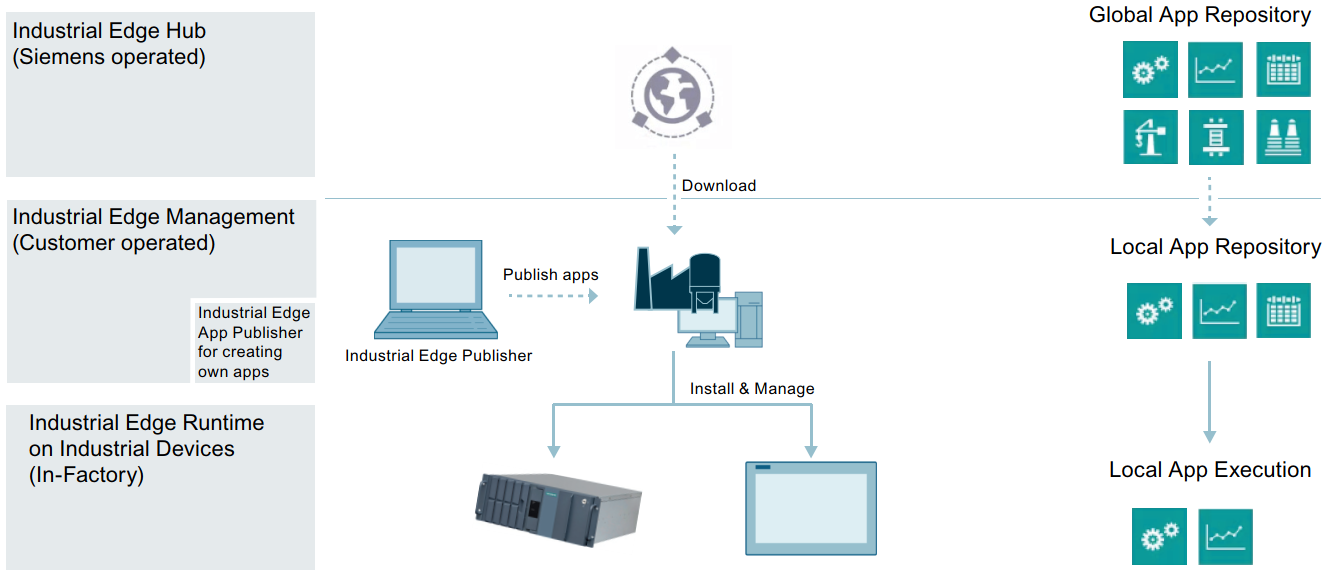 Industrial Edge Hub
(Siemens operated)
Global App Repository
Download
Industrial Edge Management
(Customer operated)
Industrial Edge
App Publisher
for creating
own apps
Publish apps
Industrial Edge Publisher
Local App Repository
Install & Manage
Industrial Edge Runtime
on Industrial Devices
(In-Factory)
Local App Execution